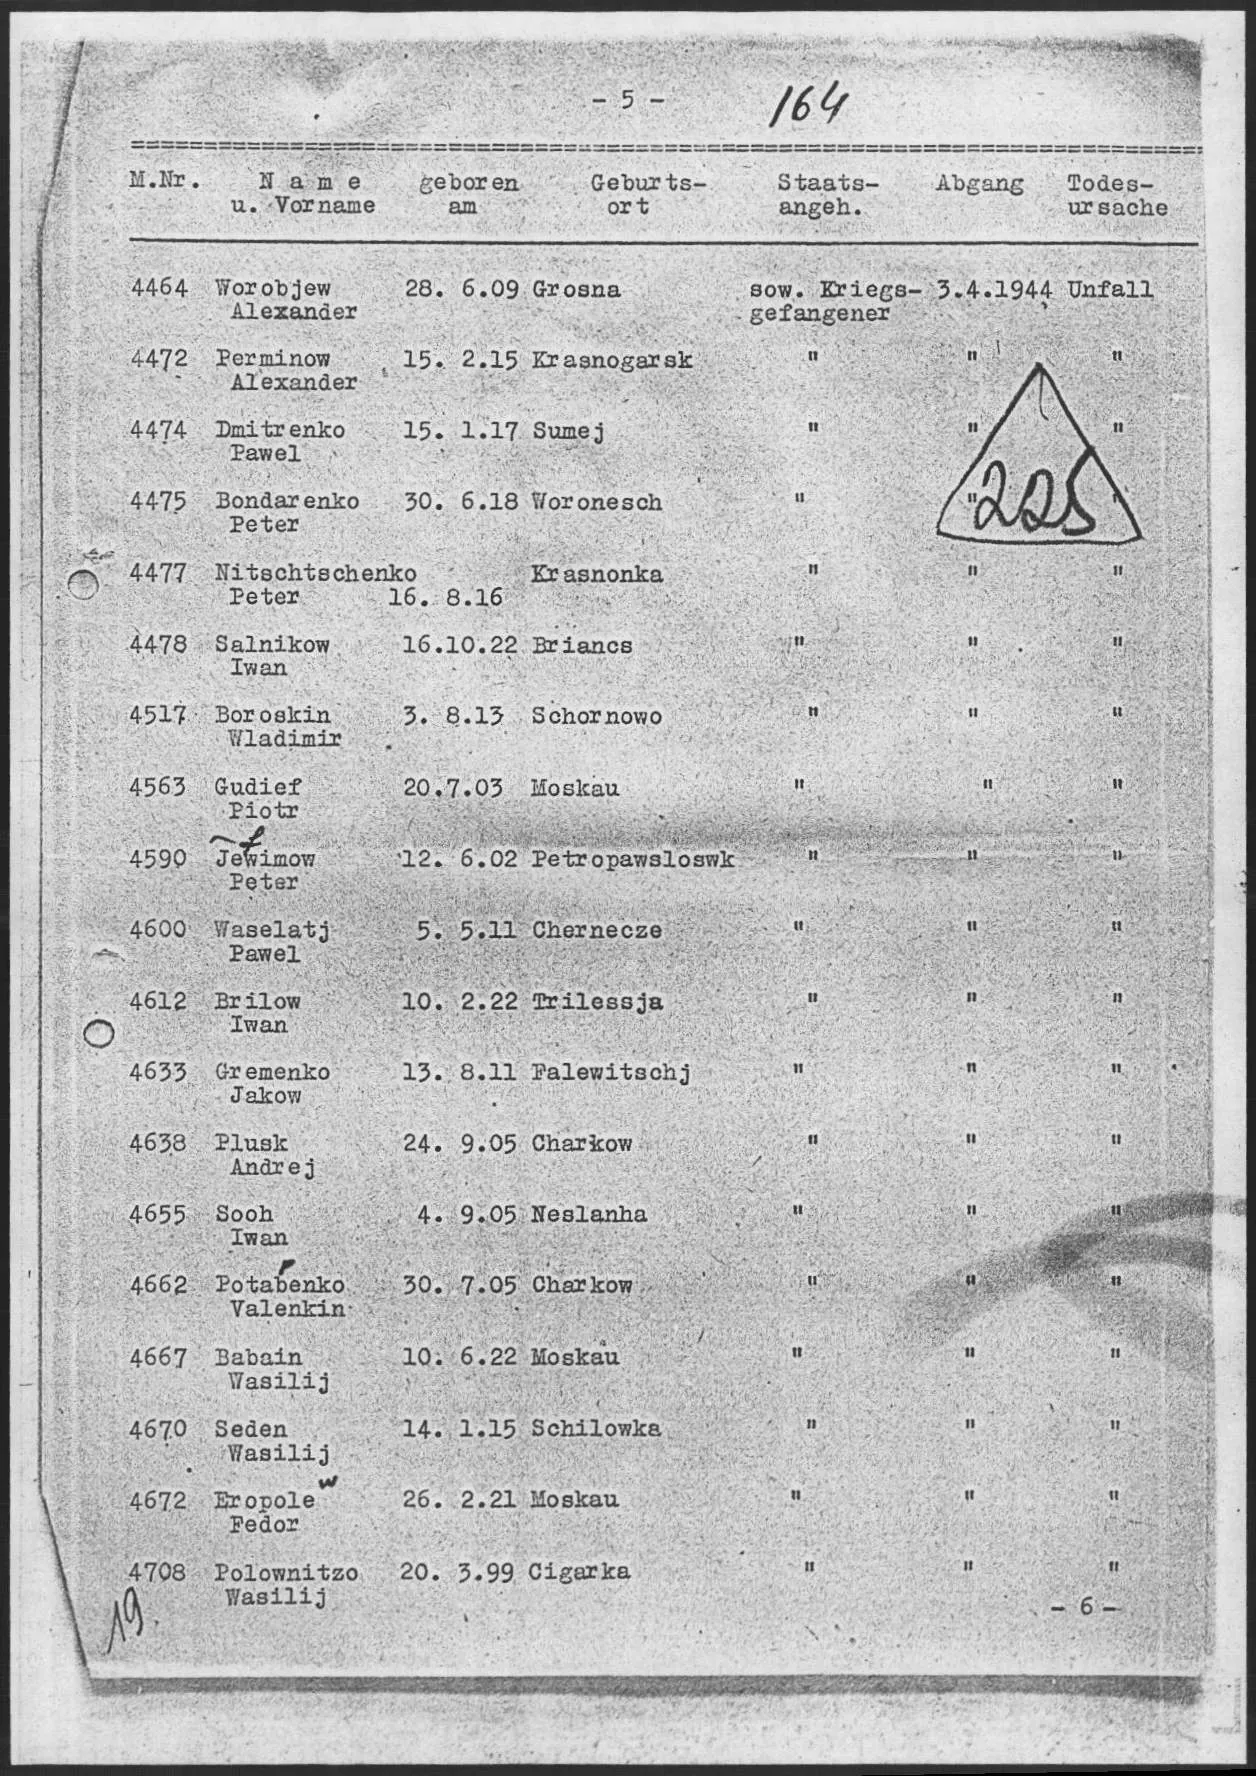 - 5 - 164
M.Nr. N a m e geboren Geburts- Staats- Abgang Todes-
u. Vorname am ort angeh. ursache
4464 Worobjew 28. 6.09 Grosna sow. Kriegs- 3.4.1944 Unfall
Alexander gefangener
4472 Perminow 15. 2.15 Krasnogarsk " " "
Alexander
4474 Dmitrenko 15. 1.17 Sumej " " "
Pawel
4475 Bondarenko 30. 6.18 Woronesch " " "
Peter
225
4477 Nitschtschenko Krasnonka " " "
Peter 16. 8.16
4478 Salnikow 16.10.22 Briancs " " "
Iwan
4517 Boroskin 3. 8.13 Schornowo " " "
Wladimir
4563 Gudief 20.7.03 Moskau " " "
Piotr
f
4590 Jewimow 12. 6.02 Petropawsloswk " " "
Peter
4600 Waselatj 5. 5.11 Chernecze " " "
Pawel
4612 Brilow 10. 2.22 Trilessja " " "
Iwan
4633 Gremenko 13. 8.11 Falewitschj " " "
Jakow
4638 Plusk 24. 9.05 Charkow " " "
Andrej
4655 Sooh 4. 9.05 Neslanha " " "
Iwan
p
4662 Potabenko 30. 7.05 Charkow " " "
Valenkin
4667 Babain 10. 6.22 Moskau " " "
Wasilij
4670 Seden 14. 1.15 Schilowka " " "
Wasilij
w
4672 Eropole 26. 2.21 Moskau " " "
Fedor
4708 Polownitzo 20. 3.99 Cigarka " " "
Wasilij
- 6 -
19.